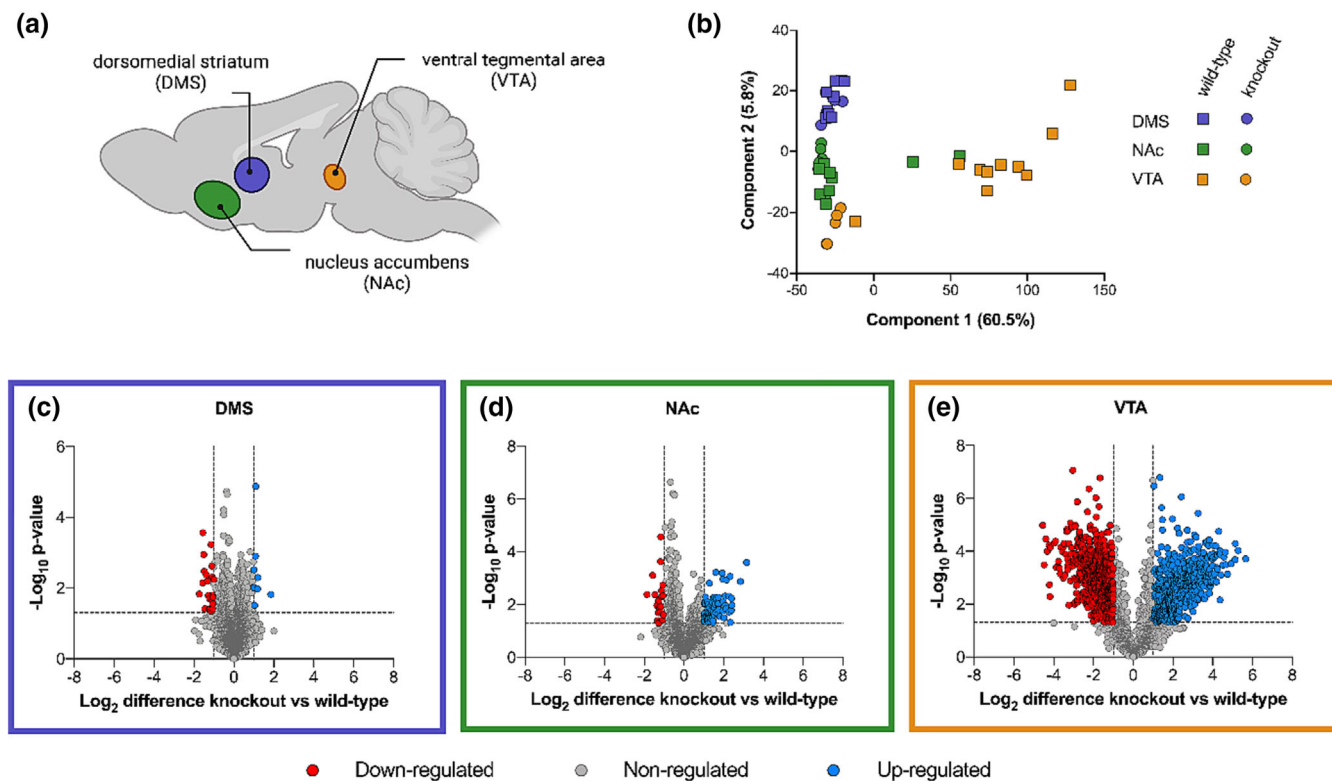 (a)
dorsomedial striatum
(DMS)
ventral tegmental area
(VTA)
nucleus accumbens
(NAc)
(b)
40
20
0
-20
-40
-50
0
50
100
150
Component 2 (5.8%)
Component 1 (60.5%)
wild-type
knockout
DMS
NAc
VTA
(c)
DMS
6
4
2
0
-8
-6
-4
-2
0
2
4
6
8
-Log10 p-value
Log2 difference knockout vs wild-type
(d)
NAc
8
6
4
2
0
-8
-6
-4
-2
0
2
4
6
8
-Log10 p-value
Log2 difference knockout vs wild-type
(e)
VTA
8
6
4
2
0
-8
-6
-4
-2
0
2
4
6
8
-Log10 p-value
Log2 difference knockout vs wild-type
Down-regulated
Non-regulated
Up-regulated